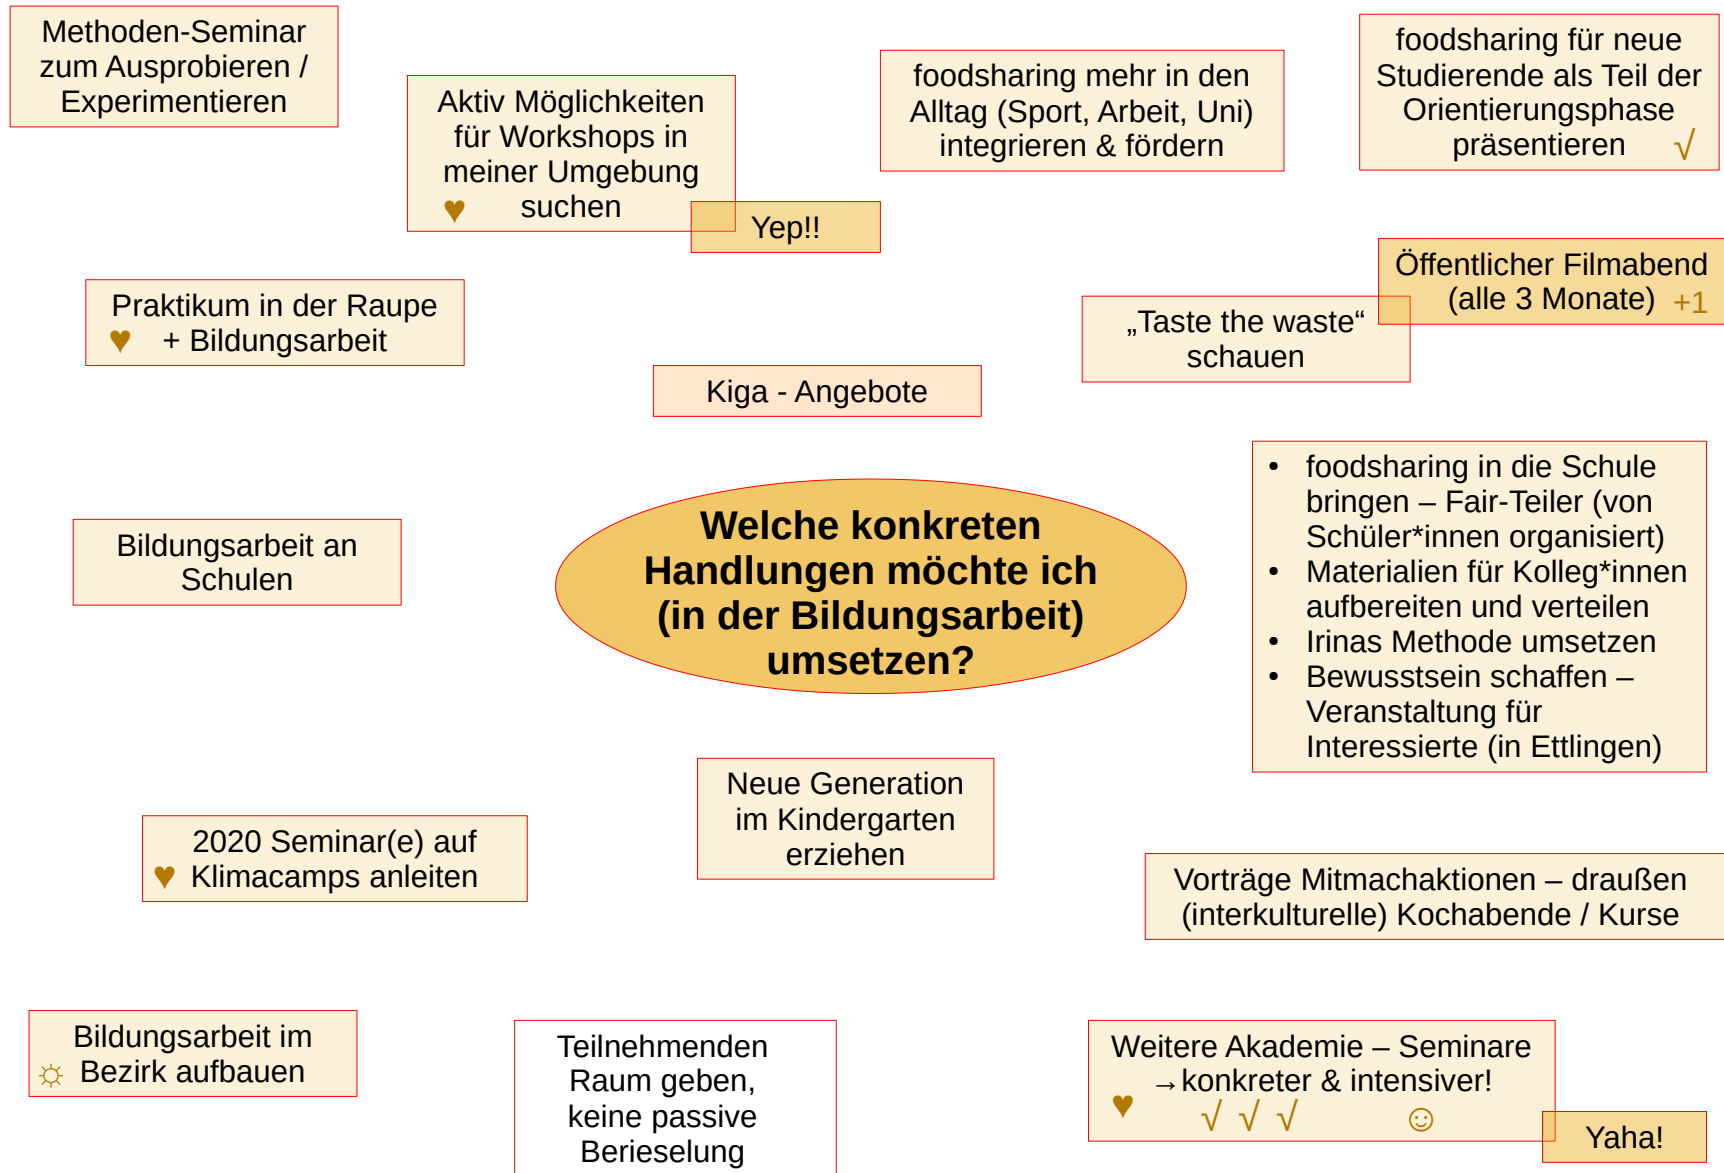 Methoden-Seminar
zum Ausprobieren /
Experimentieren
Aktiv Möglichkeiten
für Workshops in
meiner Umgebung
♥ suchen
Yep!!
foodsharing mehr in den
Alltag (Sport, Arbeit, Uni)
integrieren & fördern
foodsharing für neue
Studierende als Teil der
Orientierungsphase
präsentieren √
Öffentlicher Filmabend
(alle 3 Monate) +1
„Taste the waste“
schauen
Praktikum in der Raupe
♥ + Bildungsarbeit
Kiga - Angebote
Welche konkreten
Handlungen möchte ich
(in der Bildungsarbeit)
umsetzen?
Bildungsarbeit an
Schulen
• foodsharing in die Schule
bringen – Fair-Teiler (von
Schüler*innen organisiert)
• Materialien für Kolleg*innen
aufbereiten und verteilen
• Irinas Methode umsetzen
• Bewusstsein schaffen –
Veranstaltung für
Interessierte (in Ettlingen)
Neue Generation
im Kindergarten
erziehen
2020 Seminar(e) auf
♥ Klimacamps anleiten
Vorträge Mitmachaktionen – draußen
(interkulturelle) Kochabende / Kurse
Bildungsarbeit im
☼ Bezirk aufbauen
Teilnehmenden
Raum geben,
keine passive
Berieselung
Weitere Akademie – Seminare
→konkreter & intensiver!
♥ √ √ √ ☺
Yaha!